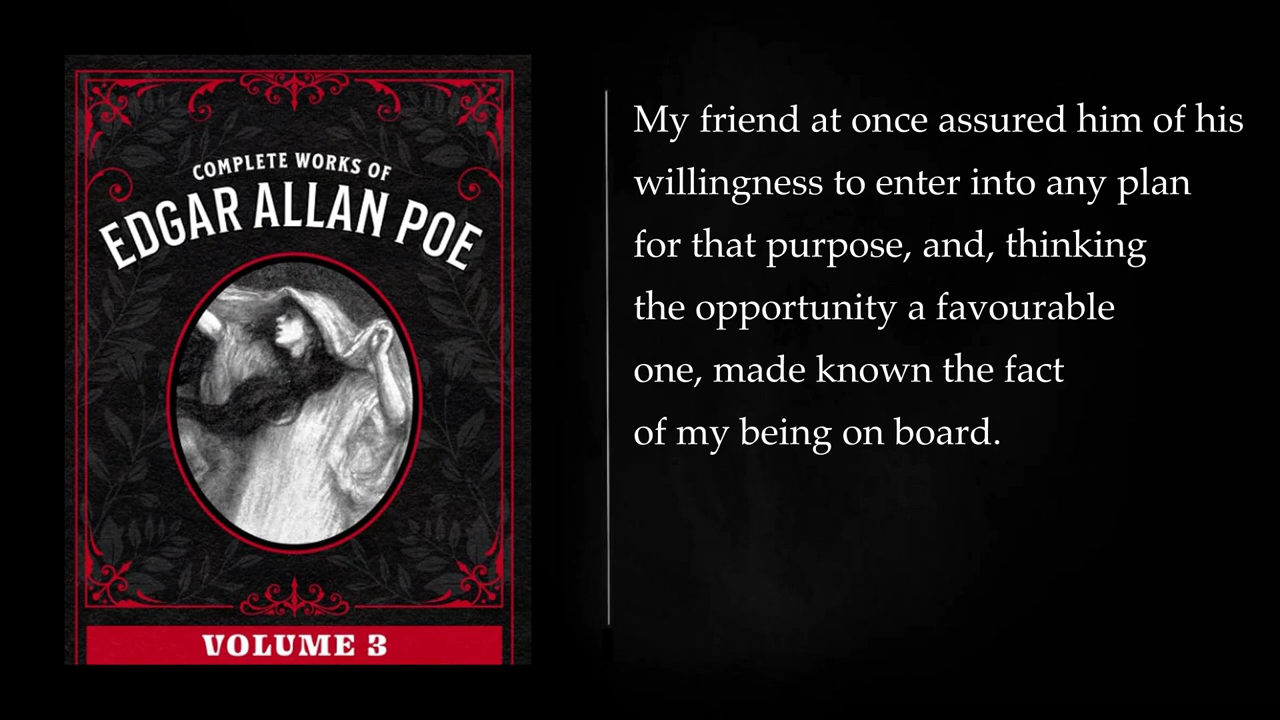 COMPLETE WORKS OF
EDGAR ALLAN POE
VOLUME 3
My friend at once assured him of his
willingness to enter into any plan
for that purpose, and, thinking
the opportunity a favourable
one, made known the fact
of my being on board.